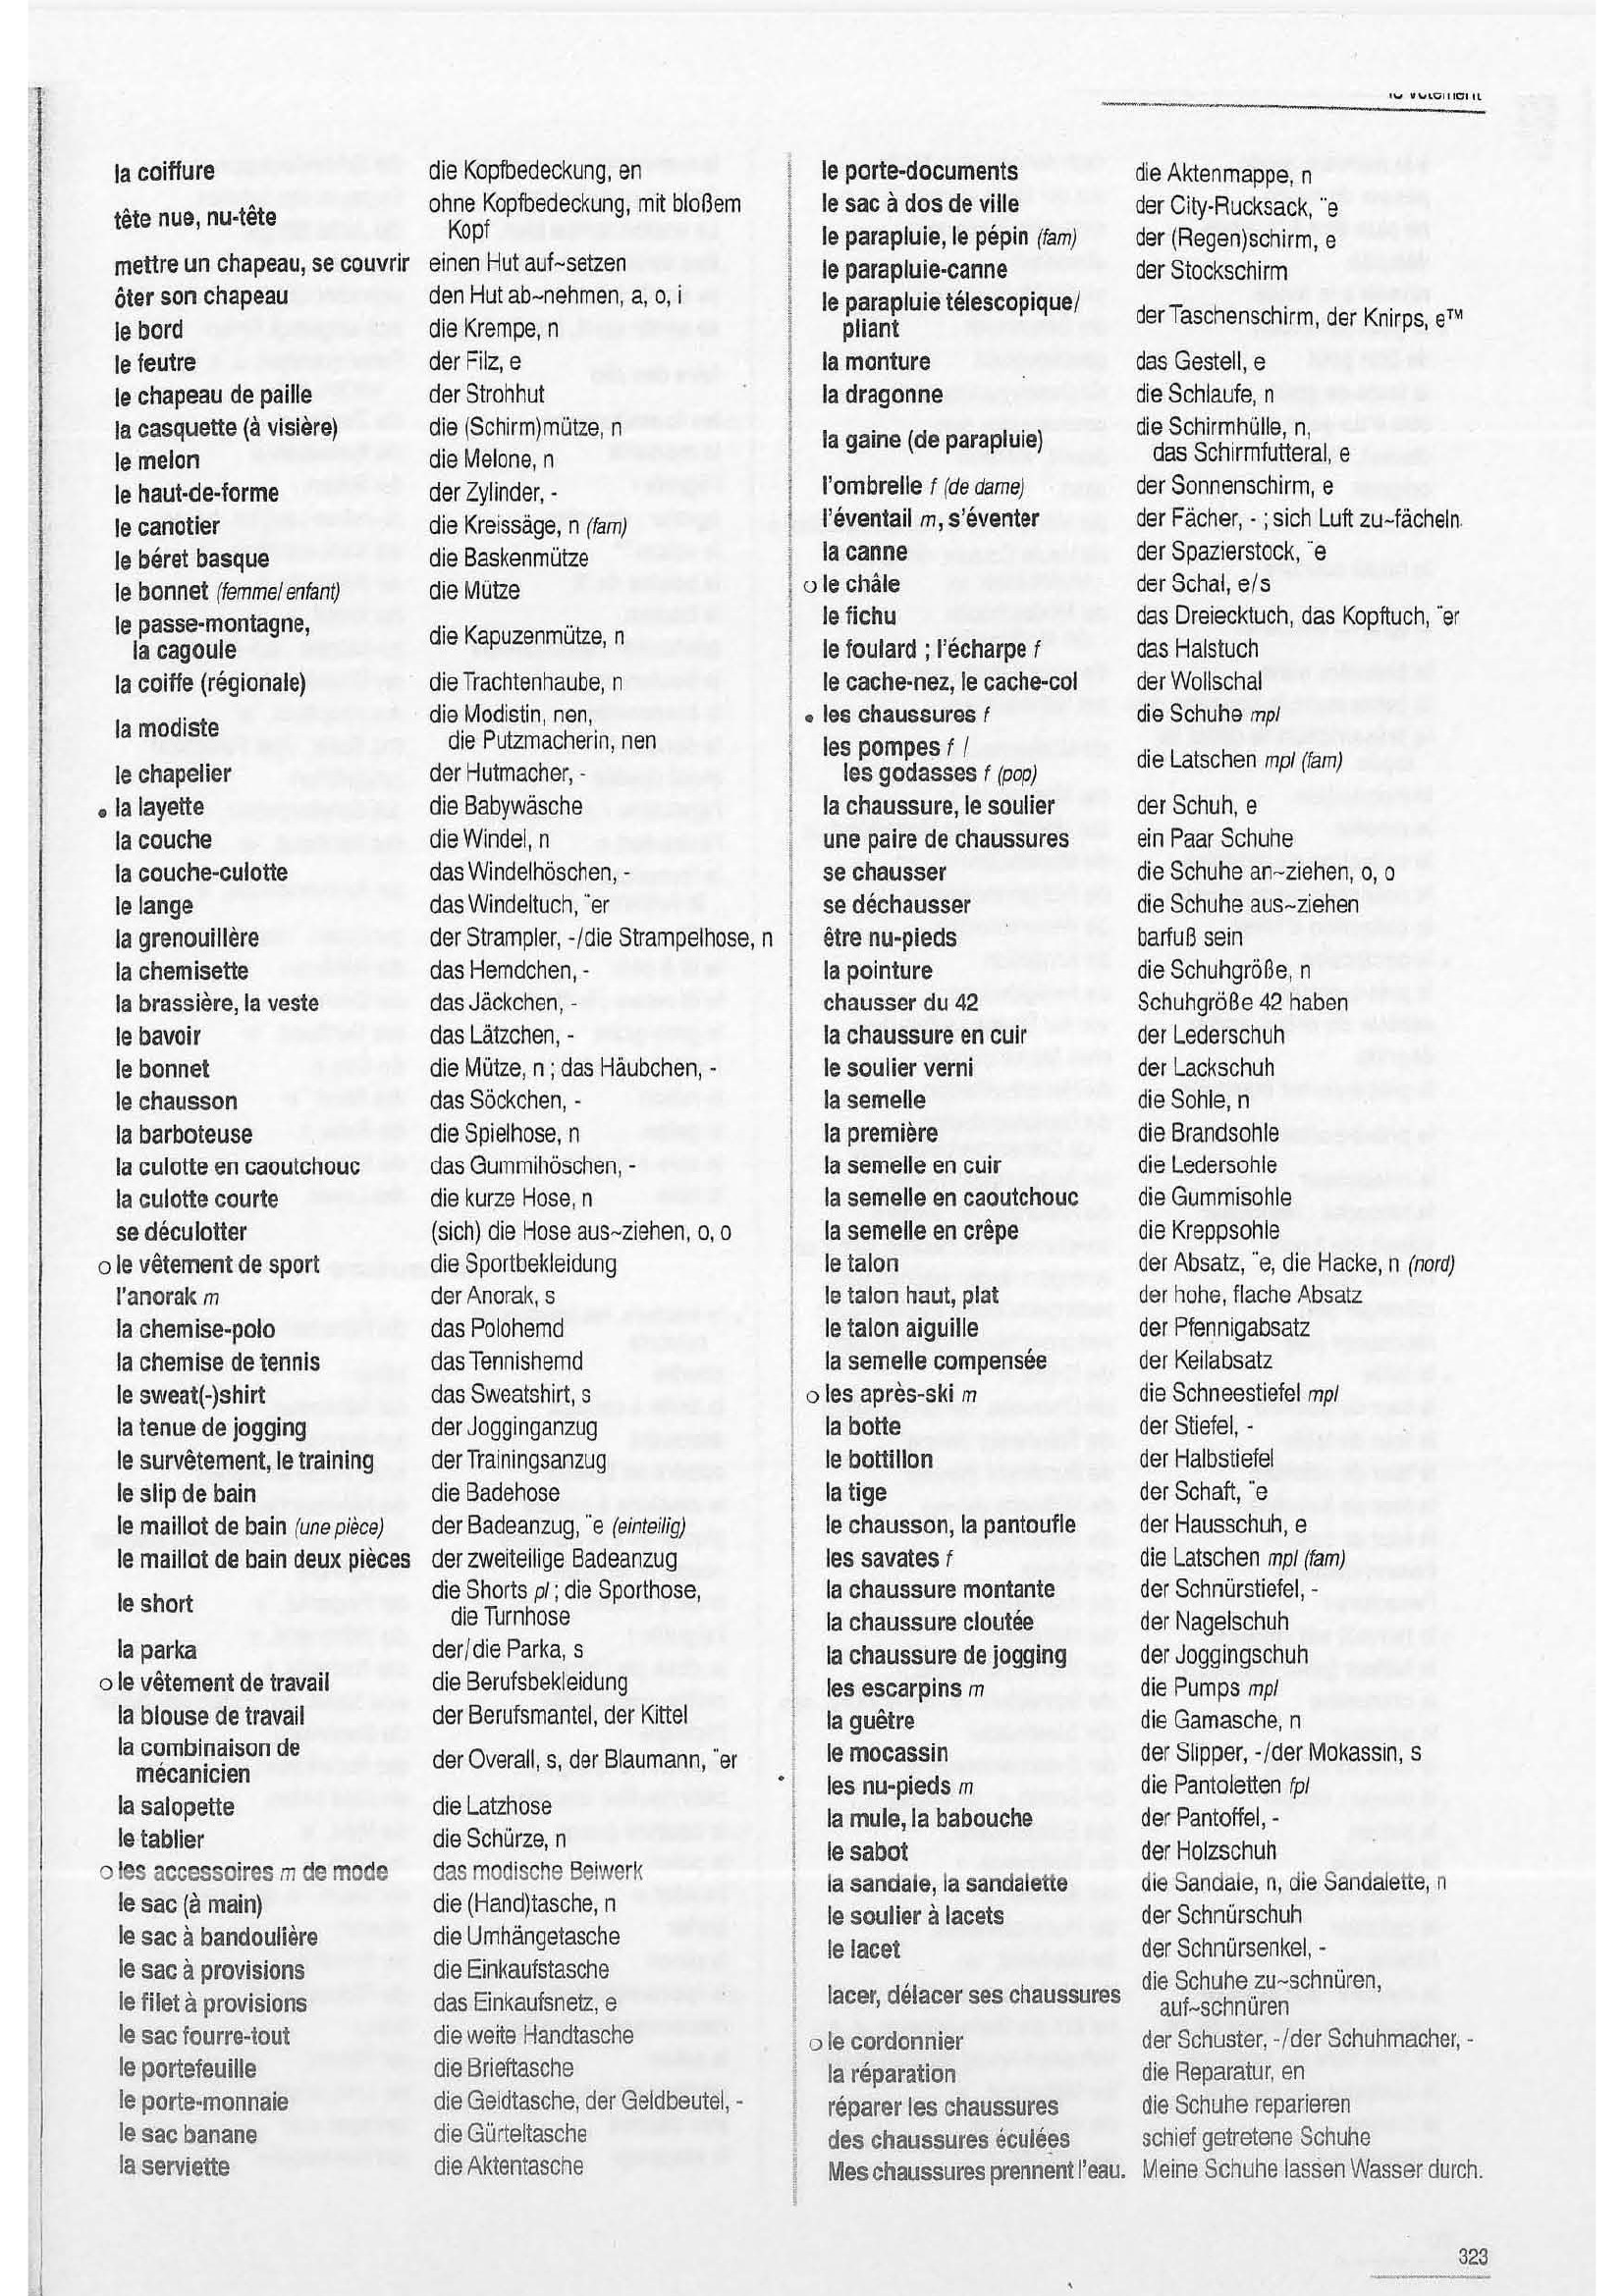 le vêtement
la coiffure die Kopfbedeckung, en
tête nue, nu-tête ohne Kopfbedeckung, mit bloßem
Kopf
mettre un chapeau, se couvrir einen Hut auf~setzen
ôter son chapeau den Hut ab~nehmen, a, o, i
le bord die Krempe, n
le feutre der Filz, e
le chapeau de paille der Strohhut
la casquette (à visière) die (Schirm)mütze, n
le melon die Melone, n
le haut-de-forme der Zylinder, -
le canotier die Kreissäge, n (fam)
le béret basque die Baskenmütze
le bonnet (femme/enfant) die Mütze
le passe-montagne,
la cagoule die Kapuzenmütze, n
la coiffe (régionale) die Trachtenhaube, n
la modiste die Modistin, nen,
die Putzmacherin, nen
le chapelier der Hutmacher, -
• la layette die Babywäsche
la couche die Windel, n
la couche-culotte das Windelhöschen, -
le lange das Windeltuch, ¨er
la grenouillère der Strampler, -/die Strampelhose, n
la chemisette das Hemdchen, -
la brassière, la veste das Jäckchen, -
le bavoir das Lätzchen, -
le bonnet die Mütze, n ; das Häubchen, -
le chausson das Söckchen, -
la barboteuse die Spielhose, n
la culotte en caoutchouc das Gummihöschen, -
la culotte courte die kurze Hose, n
se déculotter (sich) die Hose aus~ziehen, o, o
o le vêtement de sport die Sportbekleidung
l'anorak m der Anorak, s
la chemise-polo das Polohemd
la chemise de tennis das Tennishemd
le sweat(-)shirt das Sweatshirt, s
la tenue de jogging der Jogginganzug
le survêtement, le training der Trainingsanzug
le slip de bain die Badehose
le maillot de bain (une pièce) der Badeanzug, ¨e (einteilig)
le maillot de bain deux pièces der zweiteilige Badeanzug
le short die Shorts pl ; die Sporthose,
die Turnhose
la parka der/die Parka, s
o le vêtement de travail die Berufsbekleidung
la blouse de travail der Berufsmantel, der Kittel
la combinaison de
mécanicien der Overall, s, der Blaumann, ¨er
la salopette die Latzhose
le tablier die Schürze, n
o les accessoires m de mode das modische Beiwerk
le sac (à main) die (Hand)tasche, n
le sac à bandoulière die Umhängetasche
le sac à provisions die Einkaufstasche
le filet à provisions das Einkaufsnetz, e
le sac fourre-tout die weite Handtasche
le portefeuille die Brieftasche
le porte-monnaie die Geldtasche, der Geldbeutel, -
le sac banane die Gürteltasche
la serviette die Aktentasche
le porte-documents die Aktenmappe, n
le sac à dos de ville der City-Rucksack, ¨e
le parapluie, le pépin (fam) der (Regen)schirm, e
le parapluie-canne der Stockschirm
le parapluie télescopique/
pliant der Taschenschirm, der Knirps, e™
la monture das Gestell, e
la dragonne die Schlaufe, n
la gaine (de parapluie) die Schirmhülle, n,
das Schirmfutteral, e
l'ombrelle f (de dame) der Sonnenschirm, e
l'éventail m, s'éventer der Fächer, - ; sich Luft zu~fächeln
la canne der Spazierstock, ¨e
o le châle der Schal, e/s
le fichu das Dreiecktuch, das Kopftuch, ¨er
le foulard ; l'écharpe f das Halstuch
le cache-nez, le cache-col der Wollschal
• les chaussures f die Schuhe mpl
les pompes f /
les godasses f (pop) die Latschen mpl (fam)
la chaussure, le soulier der Schuh, e
une paire de chaussures ein Paar Schuhe
se chausser die Schuhe an~ziehen, o, o
se déchausser die Schuhe aus~ziehen
être nu-pieds barfuß sein
la pointure die Schuhgröße, n
chausser du 42 Schuhgröße 42 haben
la chaussure en cuir der Lederschuh
le soulier verni der Lackschuh
la semelle die Sohle, n
la première die Brandsohle
la semelle en cuir die Ledersohle
la semelle en caoutchouc die Gummisohle
la semelle en crêpe die Kreppsohle
le talon der Absatz, ¨e, die Hacke, n (nord)
le talon haut, plat der hohe, flache Absatz
le talon aiguille der Pfennigabsatz
la semelle compensée der Keilabsatz
o les après-ski m die Schneestiefel mpl
la botte der Stiefel, -
le bottillon der Halbstiefel
la tige der Schaft, ¨e
le chausson, la pantoufle der Hausschuh, e
les savates f die Latschen mpl (fam)
la chaussure montante der Schnürstiefel, -
la chaussure cloutée der Nagelschuh
la chaussure de jogging der Joggingschuh
les escarpins m die Pumps mpl
la guêtre die Gamasche, n
le mocassin der Slipper, -/der Mokassin, s
les nu-pieds m die Pantoletten fpl
la mule, la babouche der Pantoffel, -
le sabot der Holzschuh
la sandale, la sandalette die Sandale, n, die Sandalette, n
le soulier à lacets der Schnürschuh
le lacet der Schnürsenkel, -
lacer, délacer ses chaussures die Schuhe zu~schnüren,
auf~schnüren
o le cordonnier der Schuster, -/der Schuhmacher, -
la réparation die Reparatur, en
réparer les chaussures die Schuhe reparieren
des chaussures éculées schief getretene Schuhe
Mes chaussures prennent l'eau. Meine Schuhe lassen Wasser durch.
323